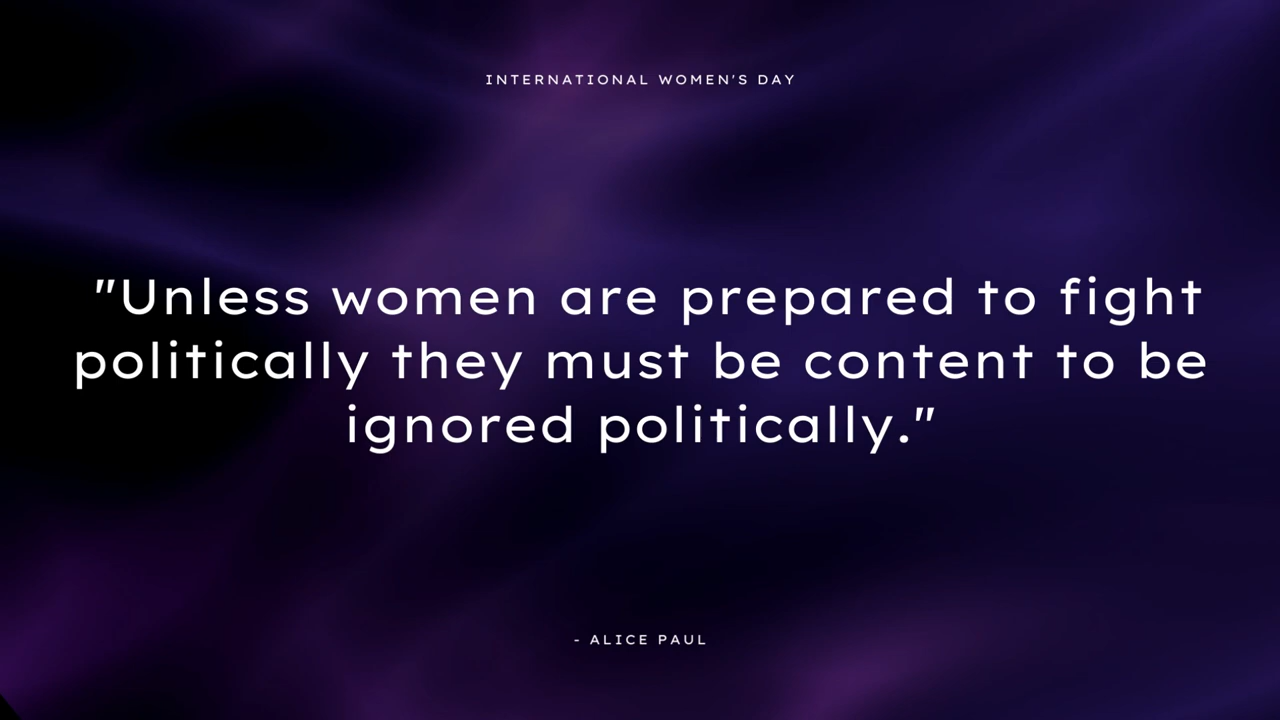 INTERNATIONAL WOMEN'S DAY
"Unless women are prepared to fight
politically they must be content to be
ignored politically."
- ALICE PAUL